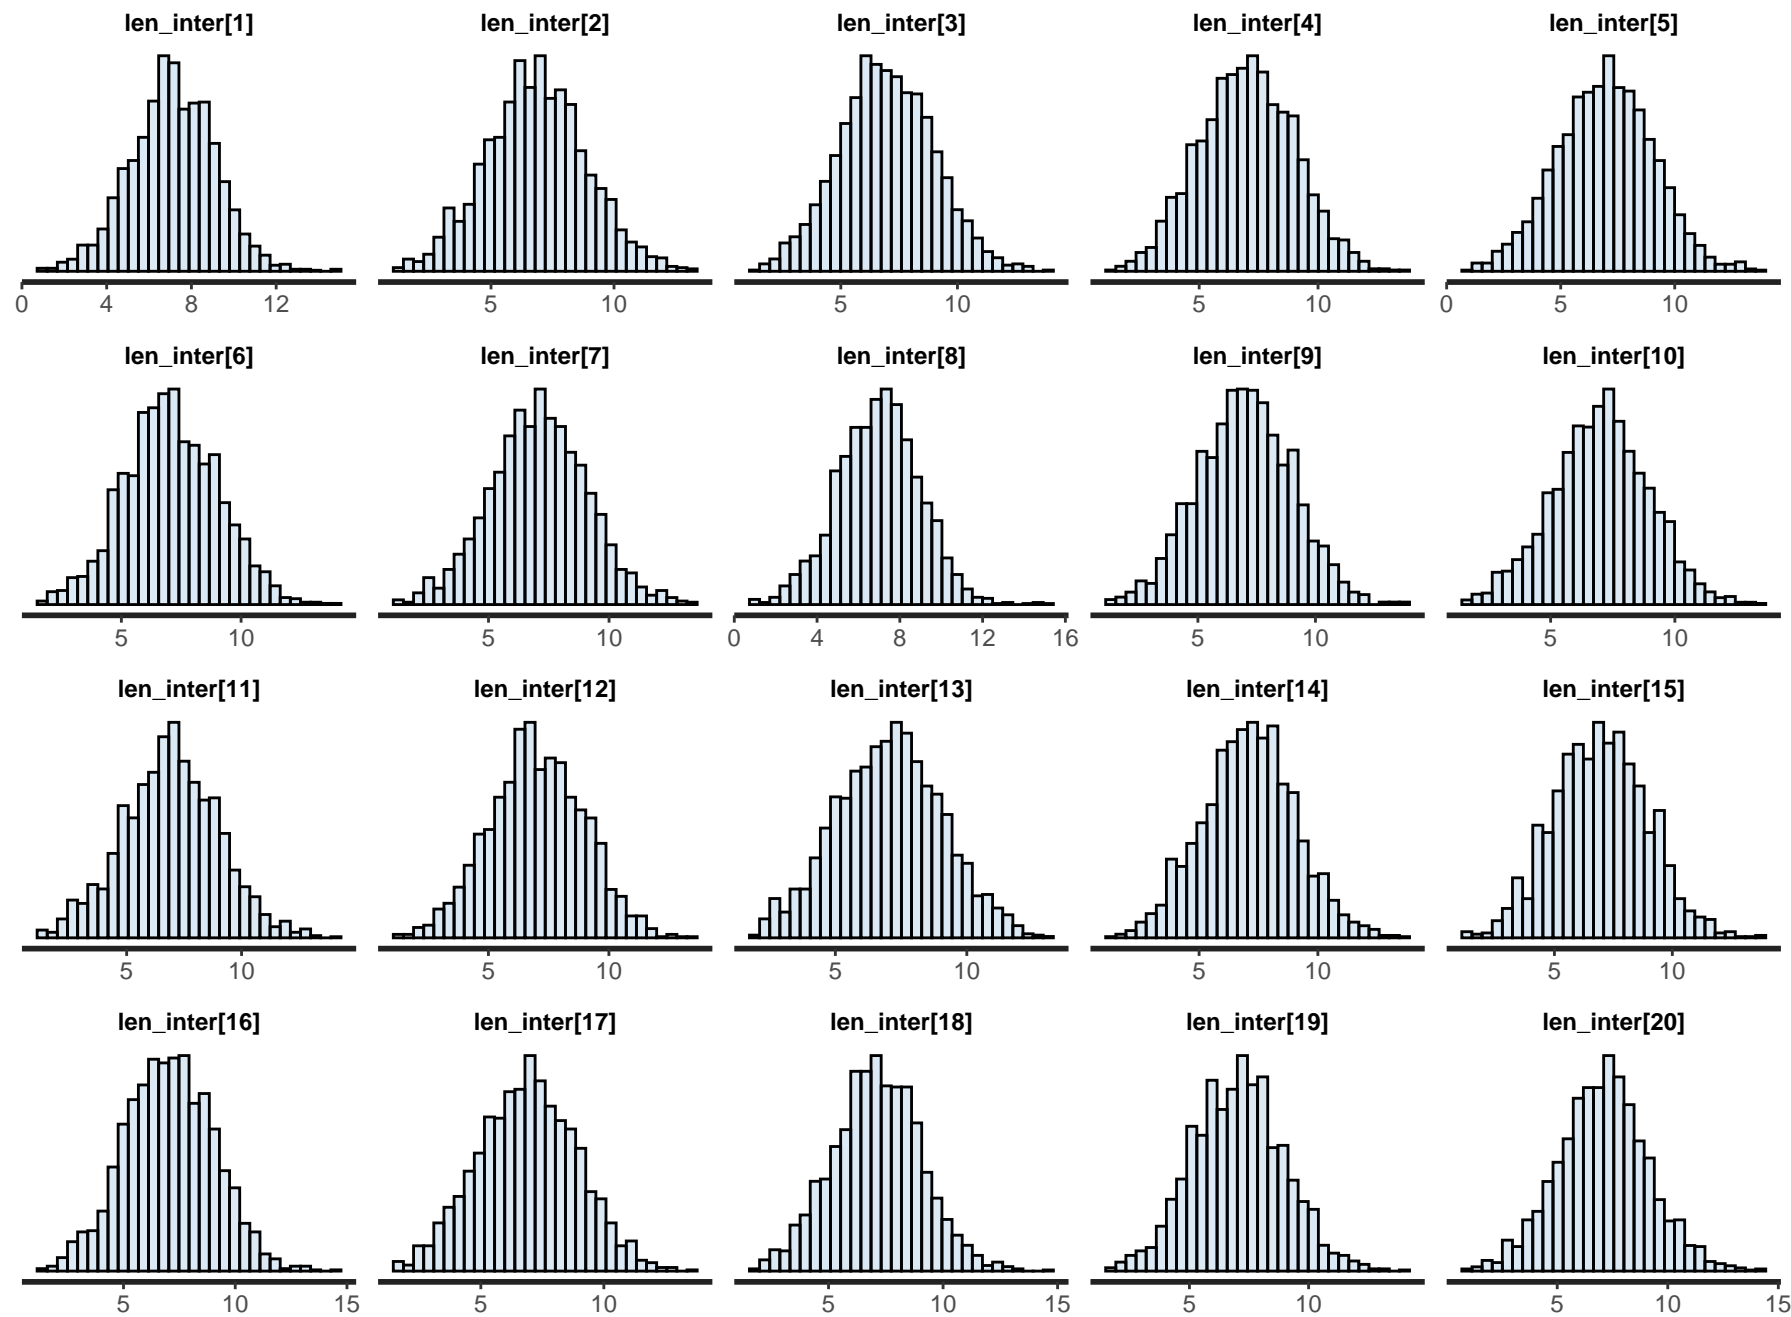 len_inter[1] len_inter[2] len_inter[3] len_inter[4] len_inter[5]
0 4 8 12 5 10 5 10 5 10 0 5 10
len_inter[6] len_inter[7] len_inter[8] len_inter[9] len_inter[10]
5 10 5 10 0 4 8 12 16 5 10 5 10
len_inter[11] len_inter[12] len_inter[13] len_inter[14] len_inter[15]
5 10 5 10 5 10 5 10 5 10
len_inter[16] len_inter[17] len_inter[18] len_inter[19] len_inter[20]
5 10 15 5 10 5 10 15 5 10 5 10 15